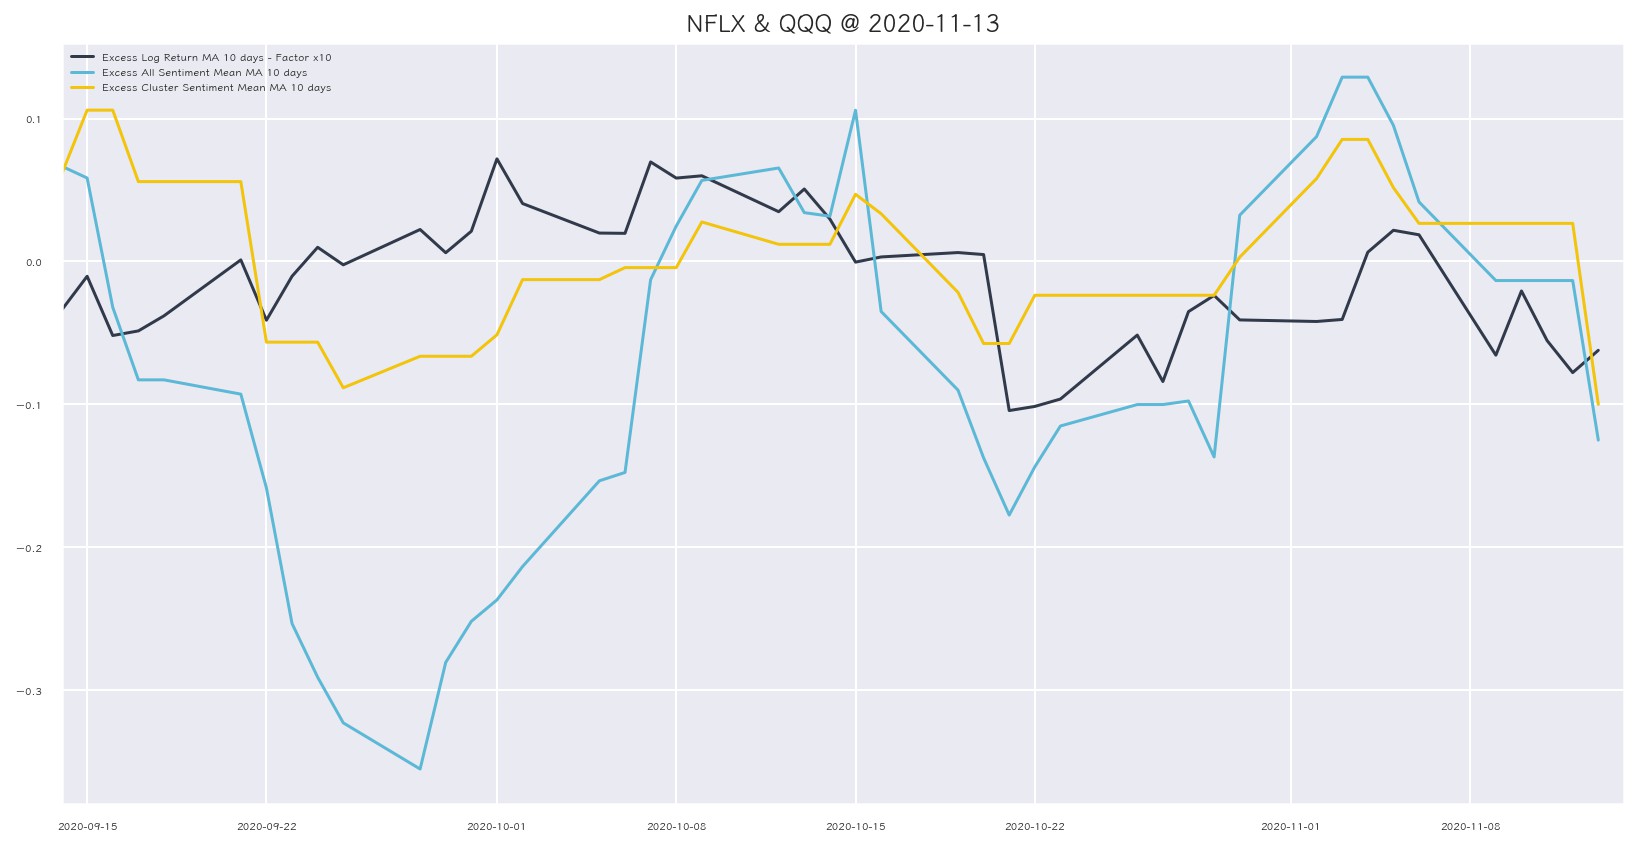 NFLX & QQQ @ 2020-11-13
Excess Log Return MA 10 days - Factor x10
Excess All Sentiment Mean MA 10 days
Excess Cluster Sentiment Mean MA 10 days
0.1
0.0
−0.1
−0.2
−0.3
2020-09-15 2020-09-22 2020-10-01 2020-10-08 2020-10-15 2020-10-22 2020-11-01 2020-11-08